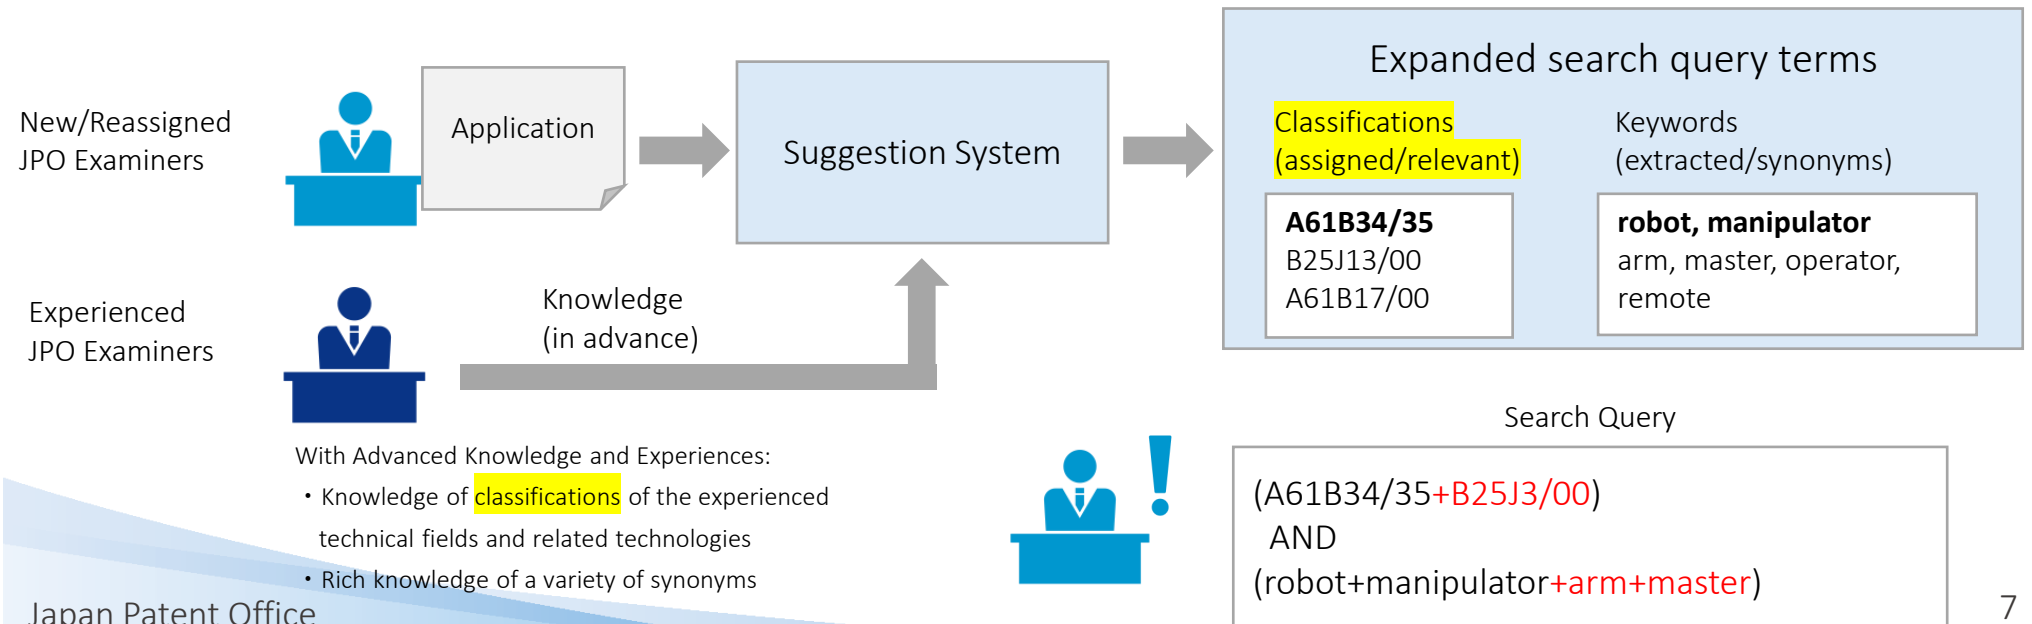 New/Reassigned
JPO Examiners
Application
Suggestion System
Expanded search query terms
Classifications
(assigned/relevant)
Keywords
(extracted/synonyms)
A61B34/35
B25J13/00
A61B17/00
robot, manipulator
arm, master, operator,
remote
Experienced
JPO Examiners
Knowledge
(in advance)
With Advanced Knowledge and Experiences:
・Knowledge of classifications of the experienced
technical fields and related technologies
・Rich knowledge of a variety of synonyms
Search Query
(A61B34/35+B25J3/00)
AND
(robot+manipulator+arm+master)
Japan Patent Office
7